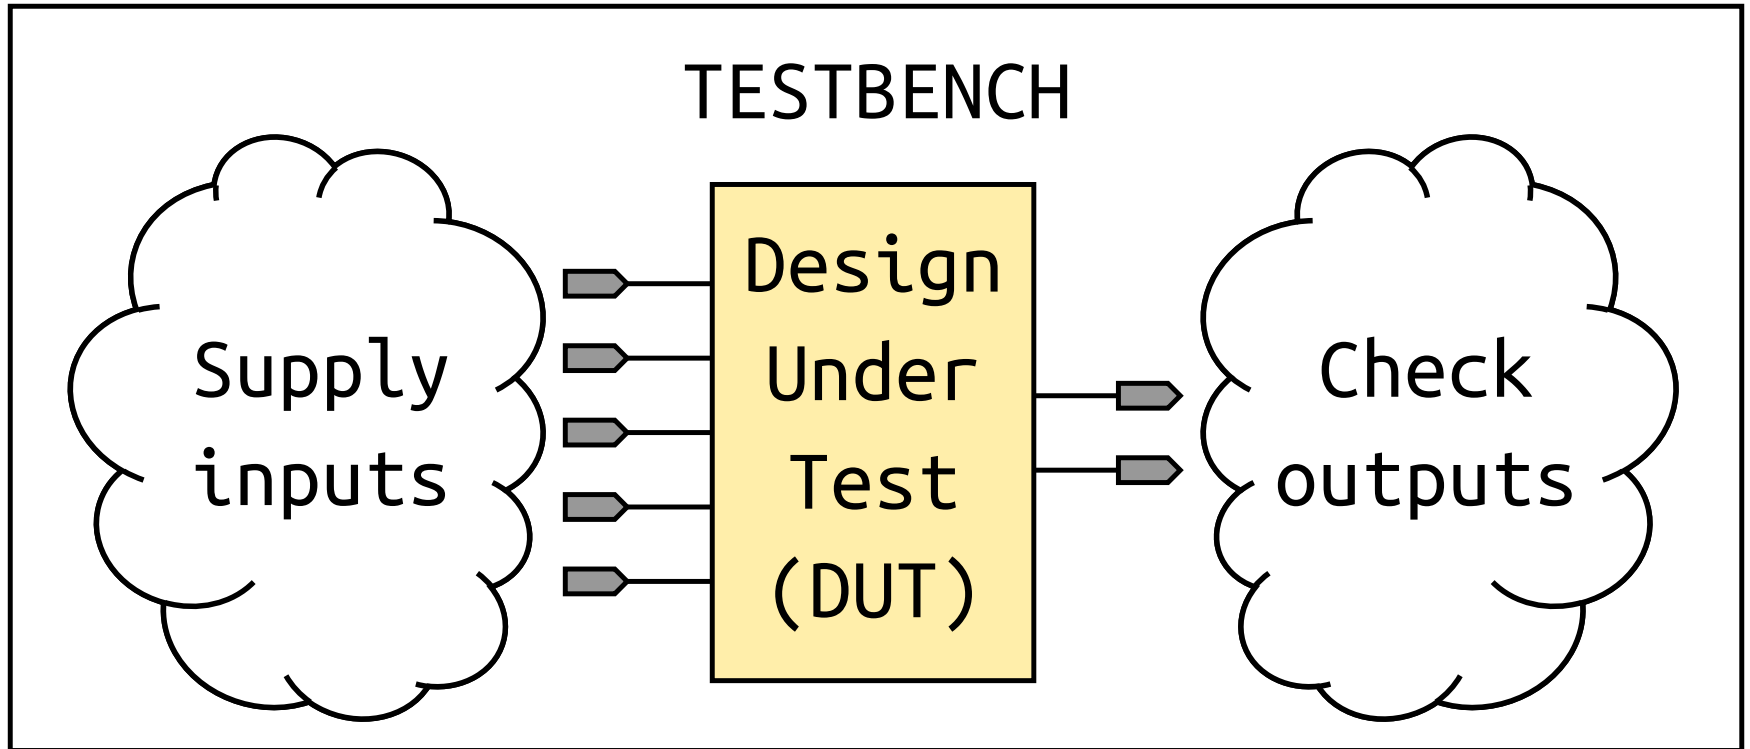 TESTBENCH
Supply
inputs
Design
Under
Test
(DUT)
Check
outputs